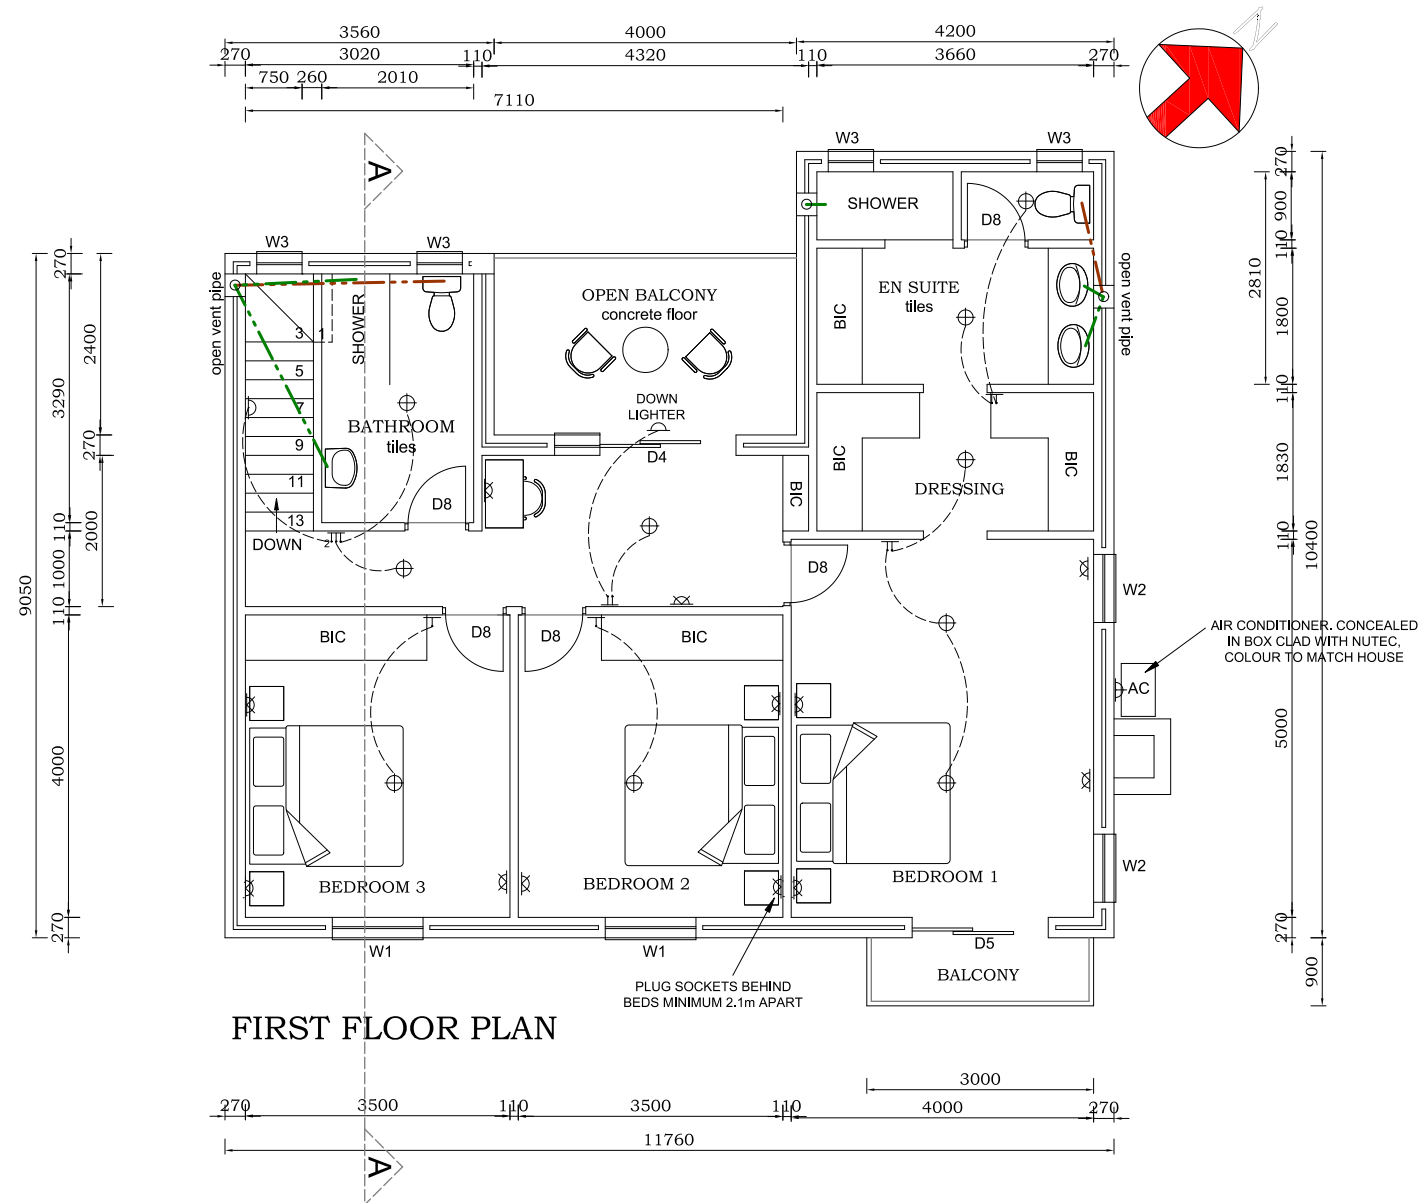 3560
4000
4200
270
3020
110
4320
110
3660
270
750
260
2010
7110
N
A
W3
W3
W3
W3
SHOWER
D8
open vent pipe
open vent pipe
SHOWER
OPEN BALCONY
concrete floor
EN SUITE
tiles
BIC
3
1
5
7
9
11
13
DOWN
2
BATHROOM
tiles
D8
DOWN
LIGHTER
D4
BIC
BIC
BIC
DRESSING
D8
BIC
D8
D8
BIC
W2
AIR CONDITIONER. CONCEALED
IN BOX CLAD WITH NUTEC,
COLOUR TO MATCH HOUSE
AC
W2
BEDROOM 3
BEDROOM 2
BEDROOM 1
W1
W1
D5
BALCONY
PLUG SOCKETS BEHIND
BEDS MINIMUM 2.1m APART
FIRST FLOOR PLAN
9050
270
3290
110
1000
110
4000
270
2400
270
2000
2810
270
900
110
1800
110
1830
110
5000
270
10400
900
3000
270
3500
110
3500
110
4000
270
11760
A